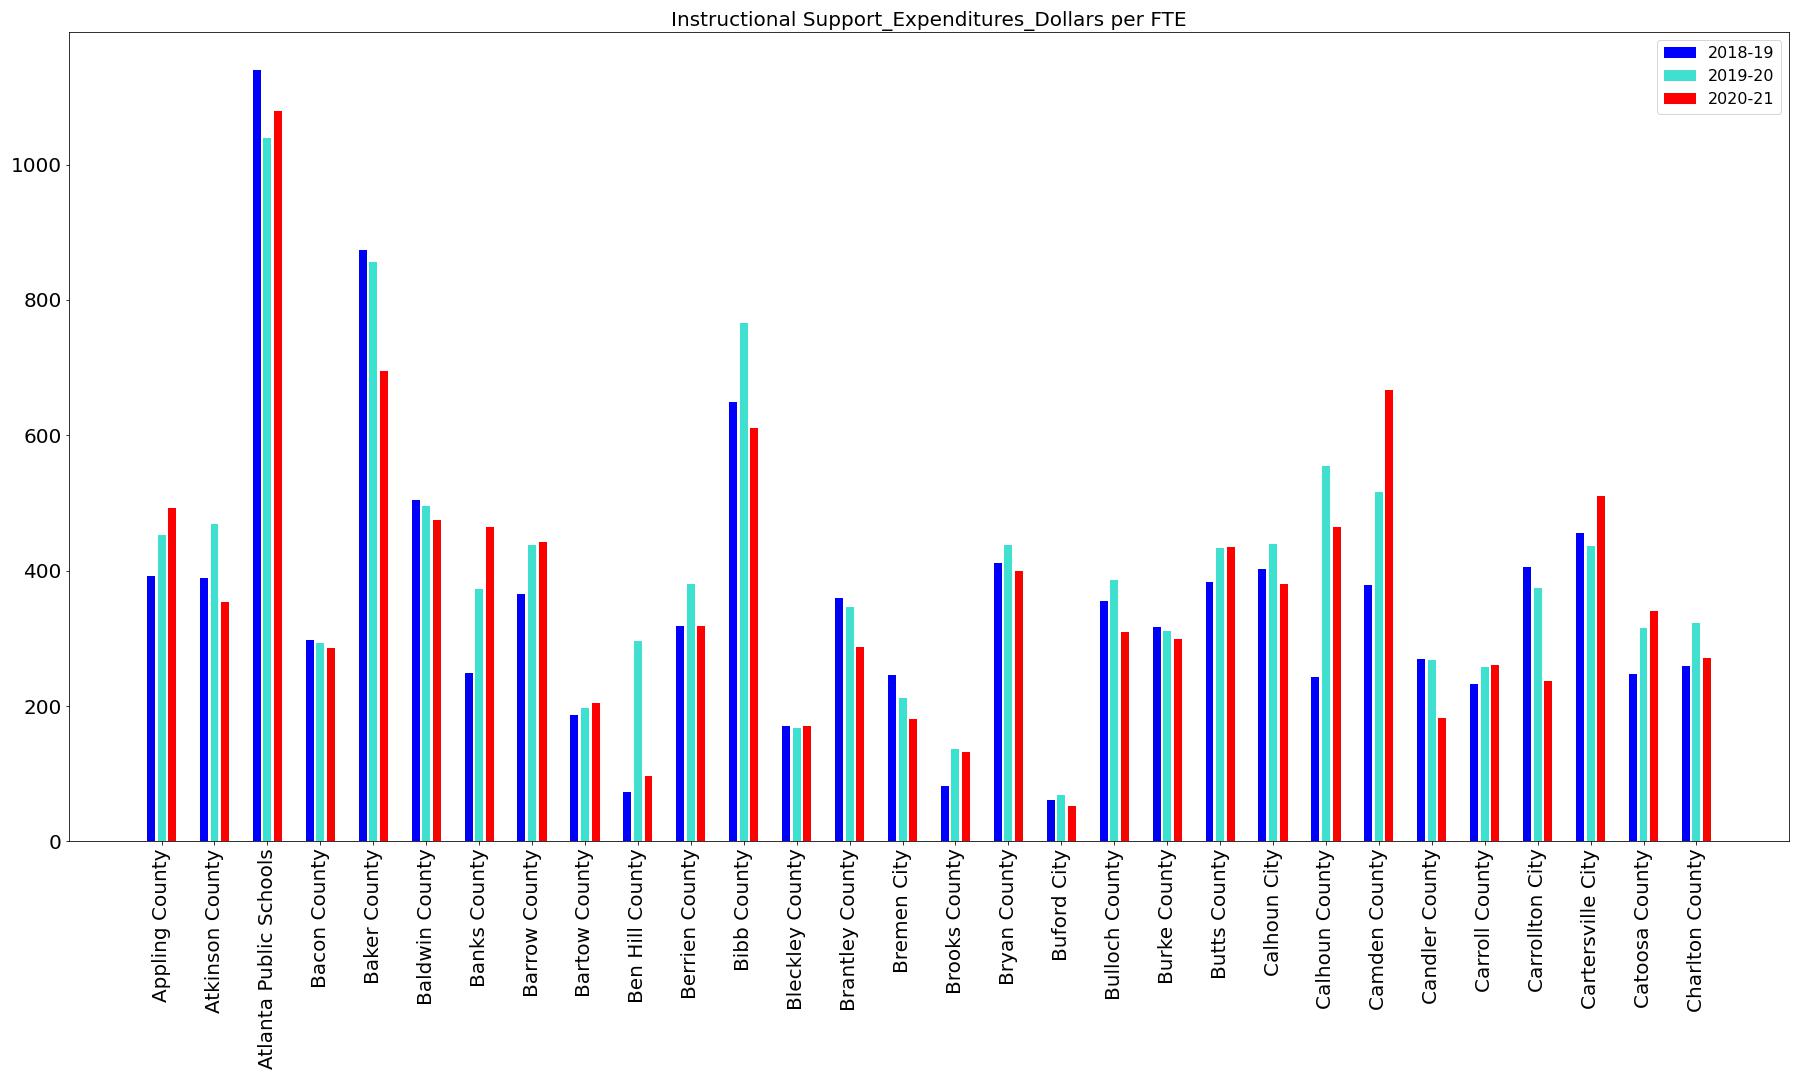 Instructional Support_Expenditures_Dollars per FTE
2018-19
2019-20
2020-21
1000
800
600
400
200
0
Appling County
Atkinson County
Atlanta Public Schools
Bacon County
Baker County
Baldwin County
Banks County
Barrow County
Bartow County
Ben Hill County
Berrien County
Bibb County
Bleckley County
Brantley County
Bremen City
Brooks County
Bryan County
Buford City
Bulloch County
Burke County
Butts County
Calhoun City
Calhoun County
Camden County
Candler County
Carroll County
Carrollton City
Cartersville City
Catoosa County
Charlton County